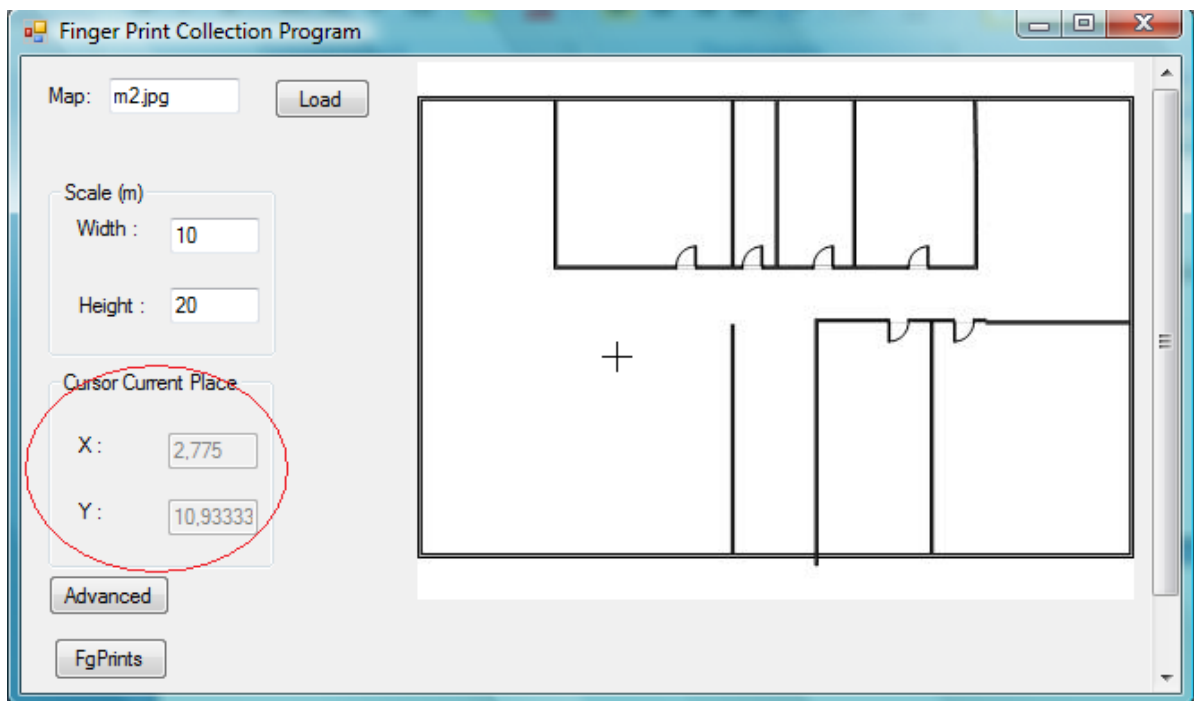 Finger Print Collection Program
Map: m2.jpg Load
Scale (m)
Width : 10
Height : 20
Cursor Current Place
X : 2,775
Y : 10,93333
Advanced
FgPrints